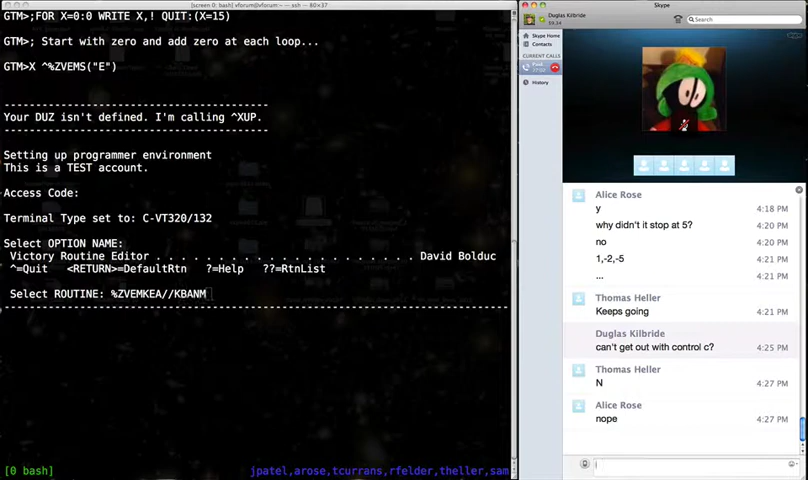 [screen 0: bash] vforum@vforum:~ — ssh — 80×37
GTM>;FOR X=0:0 WRITE X,! QUIT:(X=15)
GTM>; Start with zero and add zero at each loop...
GTM>X ^%ZVEMS("E")
----------------------------------------
Your DUZ isn't defined. I'm calling ^XUP.
----------------------------------------
Setting up programmer environment
This is a TEST account.
Access Code:
Terminal Type set to: C-VT320/132
Select OPTION NAME:
Victory Routine Editor . . . . . . . . . . . . . . . . . . . . . . David Bolduc
^=Quit <RETURN>=DefaultRtn ?=Help ??=RtnList
Select ROUTINE: %ZVEMKEA//KBANM
[0 bash] jpatel,arose,tcurrans,rfelder,theller,sam
Skype
Duglas Kilbride
Search
Skype Home
Contacts
CURRENT CALLS
History
Alice Rose
y 4:18 PM
why didn't it stop at 5? 4:20 PM
no 4:20 PM
1,-2,-5 4:21 PM
... 4:21 PM
Thomas Heller
Keeps going 4:21 PM
Duglas Kilbride
can't get out with control c? 4:25 PM
Thomas Heller
N 4:27 PM
Alice Rose
nope 4:27 PM